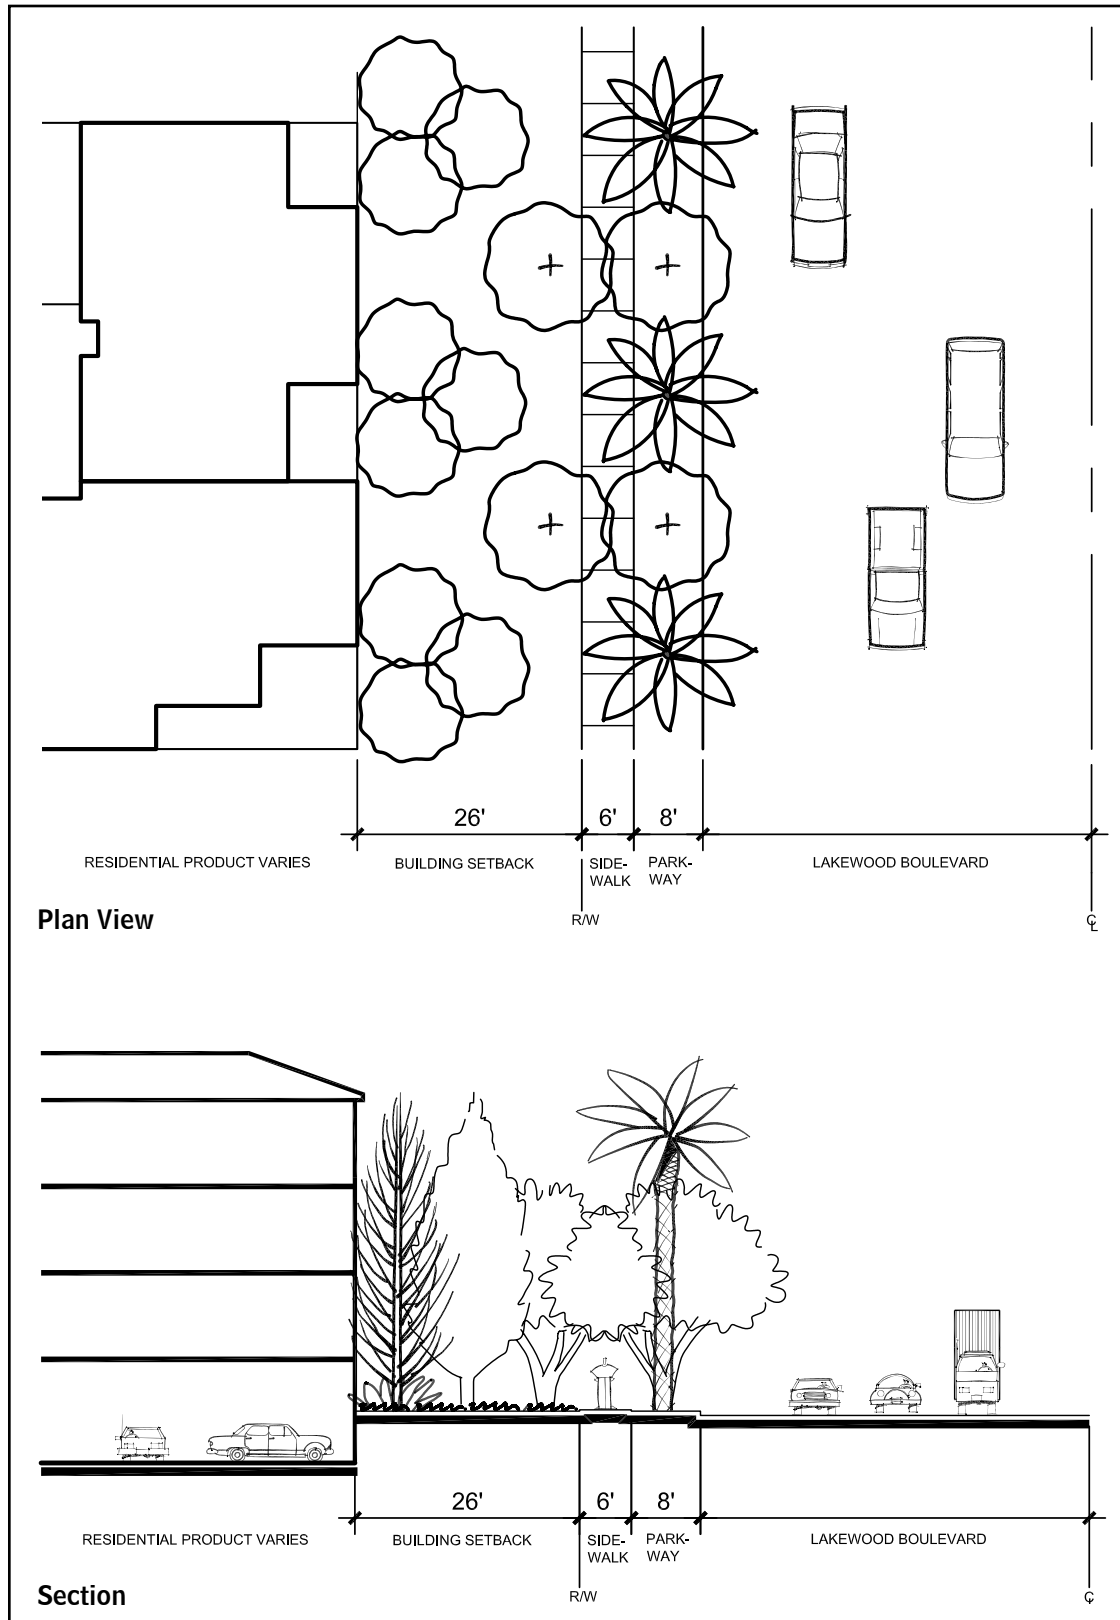 26' 6' 8'
RESIDENTIAL PRODUCT VARIES BUILDING SETBACK SIDE- PARK- LAKEWOOD BOULEVARD
WALK WAY
Plan View
R/W ℄
26' 6' 8'
RESIDENTIAL PRODUCT VARIES BUILDING SETBACK SIDE- PARK- LAKEWOOD BOULEVARD
WALK WAY
Section
R/W ℄